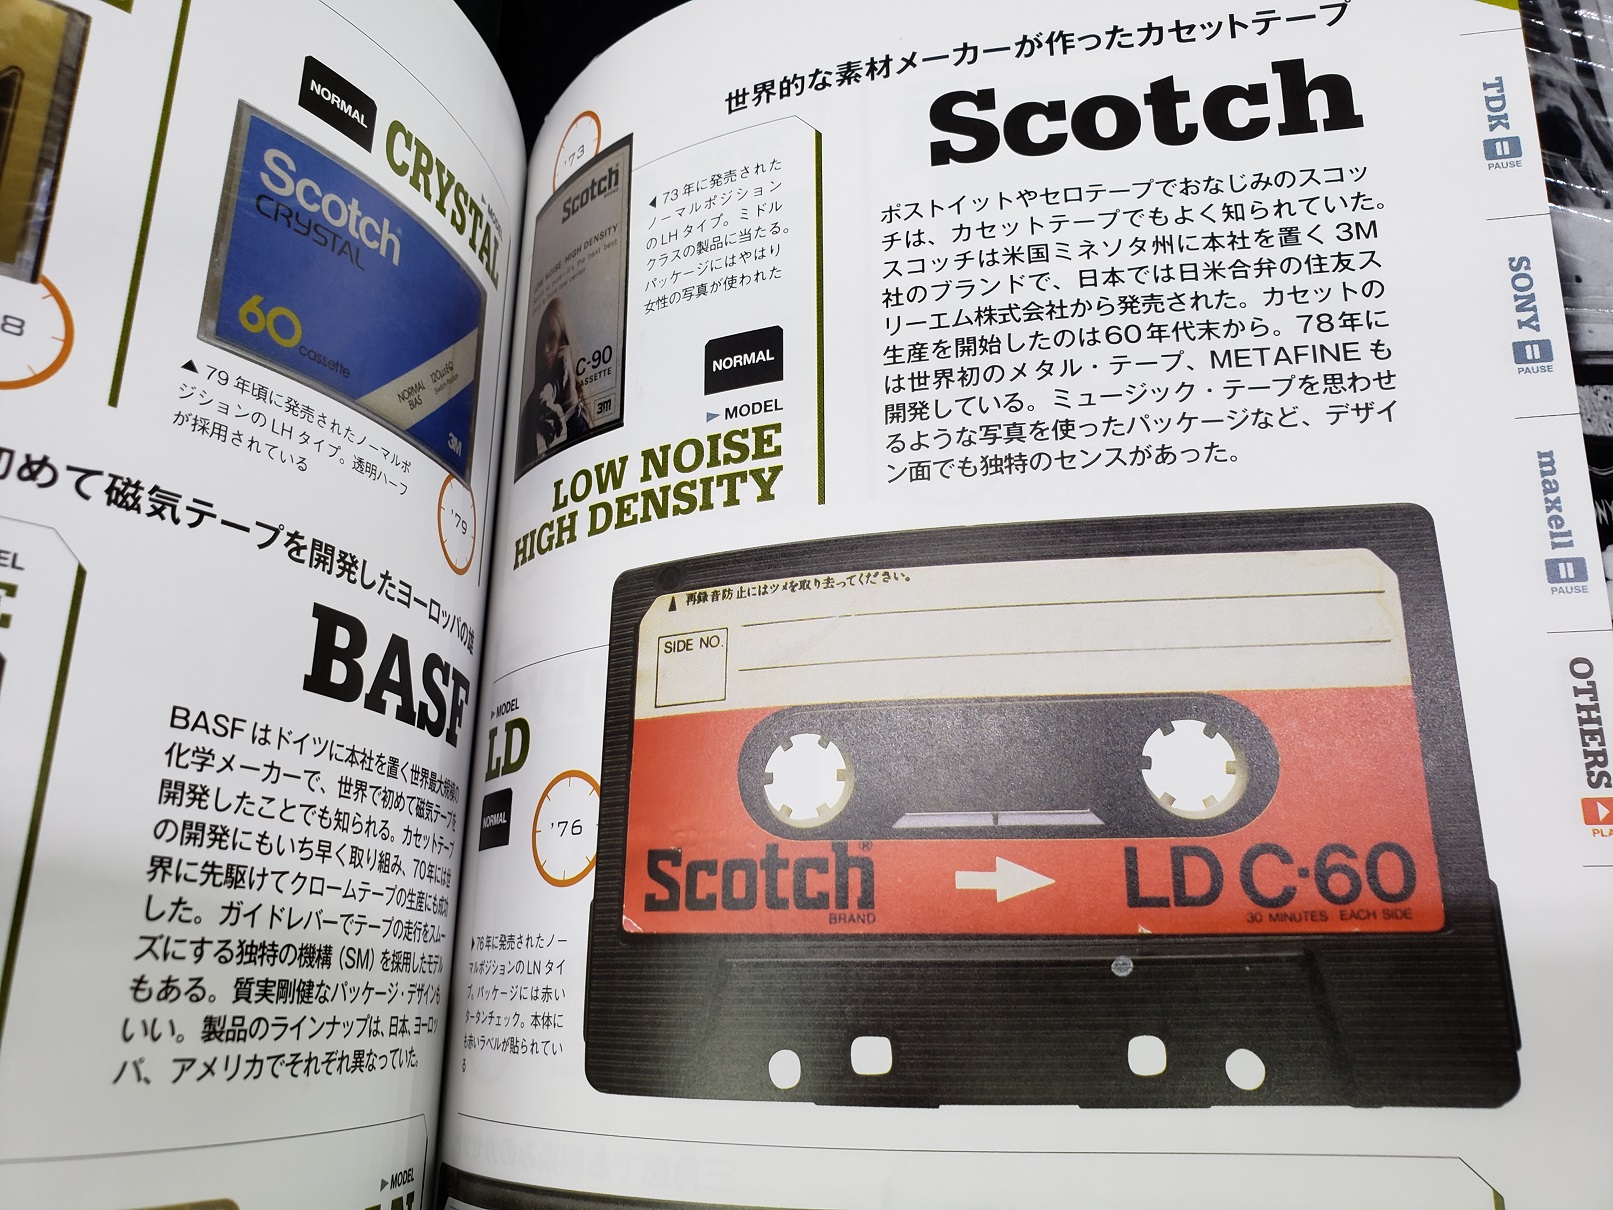 NORMAL
▶MODEL
CRYSTAL
Scotch
CRYSTAL
60
cassette
NORMAL
BIAS
120μsEQ
Switch Position
3M
▲79年頃に発売されたノーマルポ
ジションのLHタイプ。透明ハーフ
が採用されている
'79
8
初めて磁気テープを開発したヨーロッパの雄
BASF
BASFはドイツに本社を置く世界最大規模の
化学メーカーで、世界で初めて磁気テープを
開発したことでも知られる。カセットテープ
の開発にもいち早く取り組み、70年には世
界に先駆けてクロームテープの生産にも成功
した。ガイドレバーでテープの走行をスムー
ズにする独特の機構（SM）を採用したモデル
もある。質実剛健なパッケージ・デザインも
いい。製品のラインナップは、日本、ヨーロッ
パ、アメリカでそれぞれ異なっていた。
▶MODEL
世界的な素材メーカーが作ったカセットテープ
Scotch
ポストイットやセロテープでおなじみのスコッ
チは、カセットテープでもよく知られていた。
スコッチは米国ミネソタ州に本社を置く3M
社のブランドで、日本では日米合弁の住友ス
リーエム株式会社から発売された。カセットの
生産を開始したのは60年代末から。78年に
は世界初のメタル・テープ、METAFINEも
開発している。ミュージック・テープを思わせ
るような写真を使ったパッケージなど、デザイ
ン面でも独特のセンスがあった。
'73
Scotch
BRAND
LOW NOISE/HIGH DENSITY
C-90
CASSETTE
3M
◀73年に発売された
ノーマルポジション
のLHタイプ。ミドル
クラスの製品に当たる。
パッケージにはやはり
女性の写真が使われた
NORMAL
▶MODEL
LOW NOISE
HIGH DENSITY
▶MODEL
LD
NORMAL
'76
▶76年に発売されたノー
マルポジションのLNタイ
プ。パッケージには赤い
タータンチェック。本体に
も赤いラベルが貼られてい
る
▲ 再録音防止にはツメを取り去ってください。
SIDE NO.
Scotch®
BRAND
LD C-60
30 MINUTES EACH SIDE
TDK
PAUSE
SONY
PAUSE
maxell
PAUSE
OTHERS
PLA